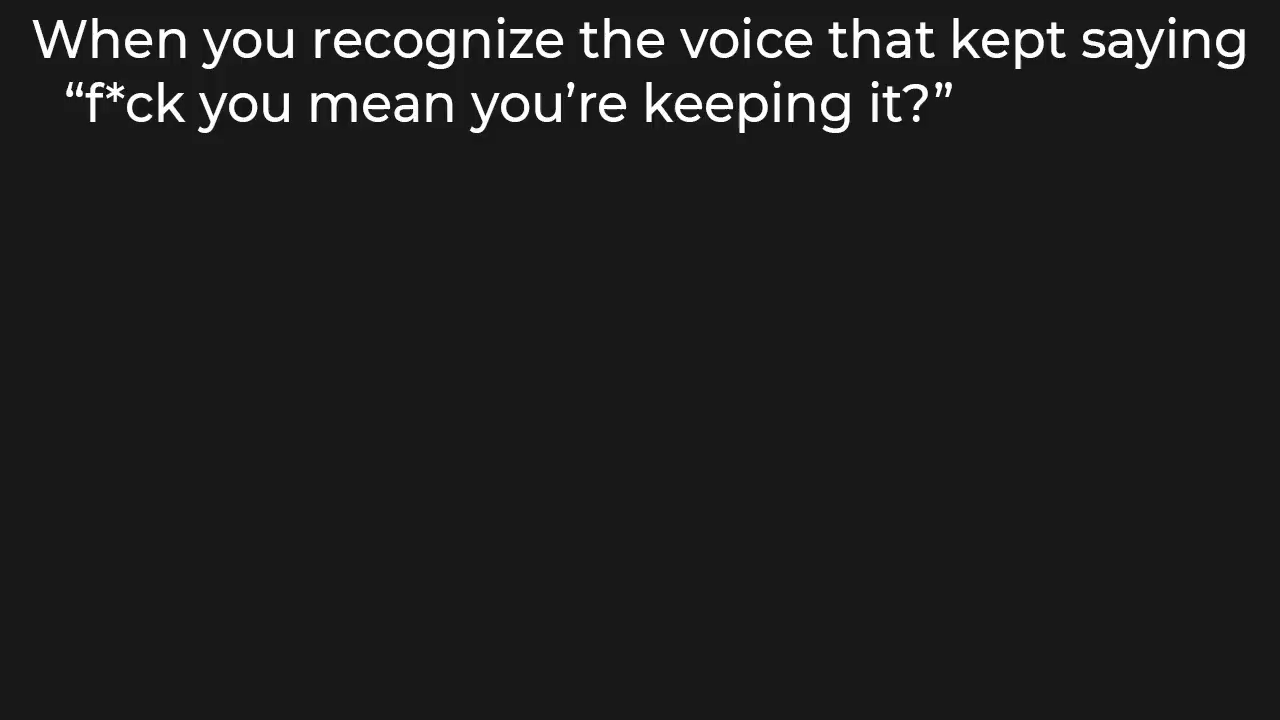 When you recognize the voice that kept saying
“f*ck you mean you’re keeping it?”